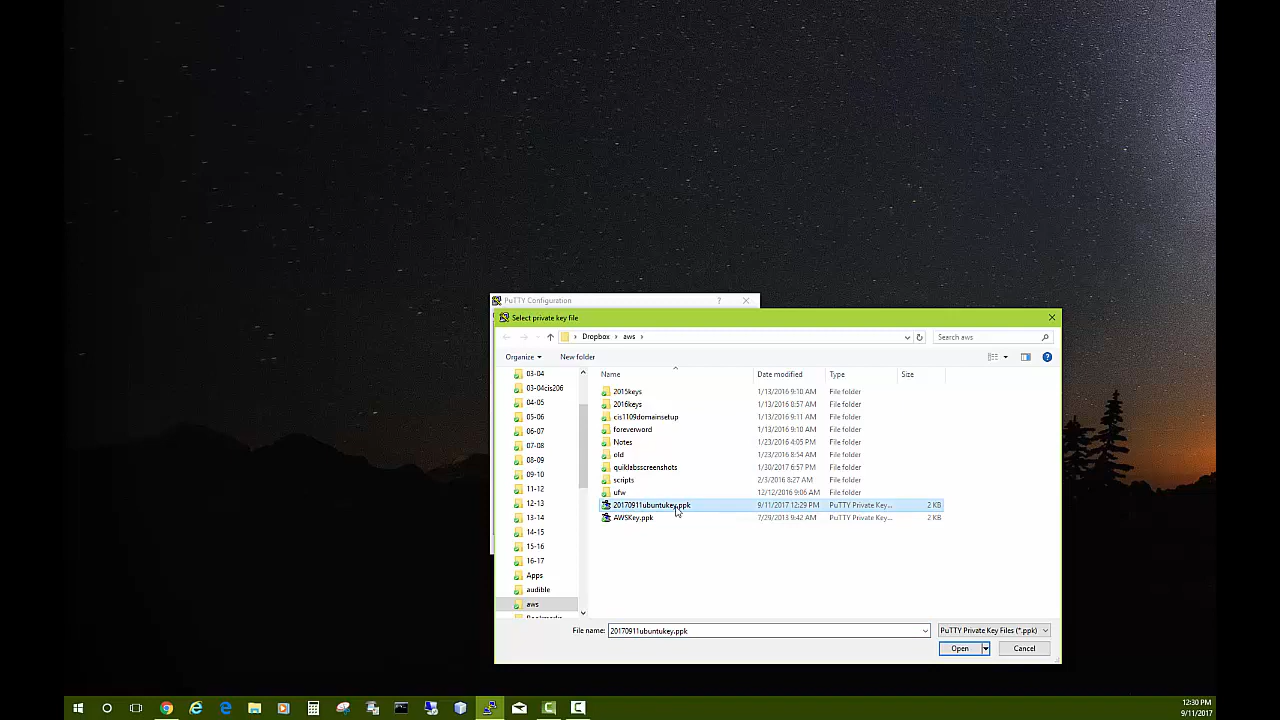 PuTTY Configuration ?
Select private key file
Dropbox aws Search aws
Organize New folder ?
Name Date modified Type Size
03-04
03-04cis206
04-05
05-06
06-07
07-08
08-09
09-10
11-12
12-13
13-14
14-15
15-16
16-17
Apps
audible
aws
2015keys 1/13/2016 9:10 AM File folder
2016keys 1/13/2016 8:57 AM File folder
cis1109domainsetup 1/13/2016 9:11 AM File folder
foreverword 1/13/2016 9:10 AM File folder
Notes 1/23/2016 4:05 PM File folder
old 1/23/2016 8:54 AM File folder
quiklabsscreenshots 1/30/2017 6:57 PM File folder
scripts 2/3/2016 8:27 AM File folder
ufw 12/12/2016 9:06 AM File folder
20170911ubuntukey.ppk 9/11/2017 12:29 PM PuTTY Private Key... 2 KB
AWSKey.ppk 7/29/2013 9:42 AM PuTTY Private Key... 2 KB
File name: 20170911ubuntukey.ppk PuTTY Private Key Files (*.ppk)
Open Cancel
12:30 PM
9/11/2017